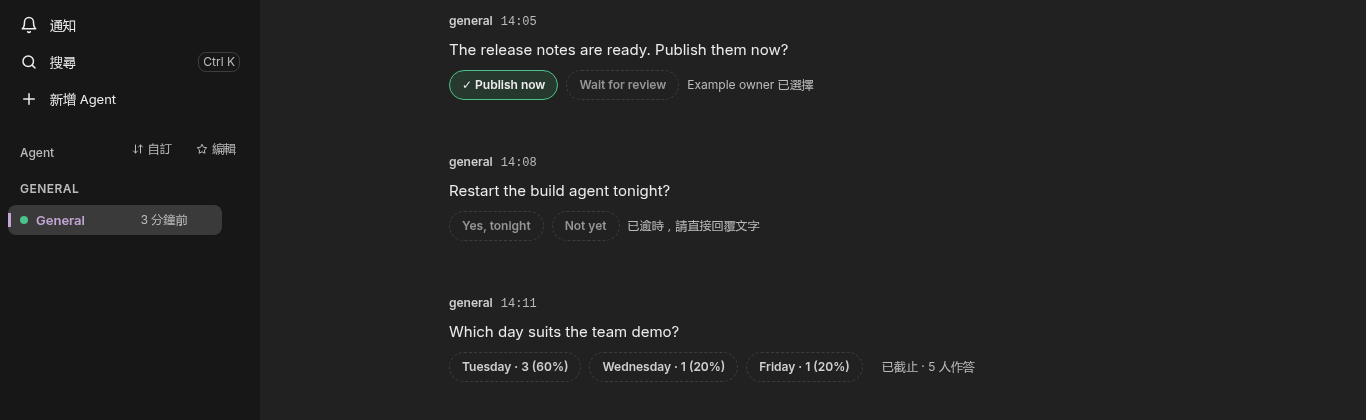 通知
搜尋 Ctrl K
新增 Agent
Agent 自訂 編輯
GENERAL
General 3 分鐘前
general 14:05
The release notes are ready. Publish them now?
✓ Publish now Wait for review Example owner 已選擇
general 14:08
Restart the build agent tonight?
Yes, tonight Not yet 已逾時，請直接回覆文字
general 14:11
Which day suits the team demo?
Tuesday · 3 (60%) Wednesday · 1 (20%) Friday · 1 (20%) 已截止 · 5 人作答